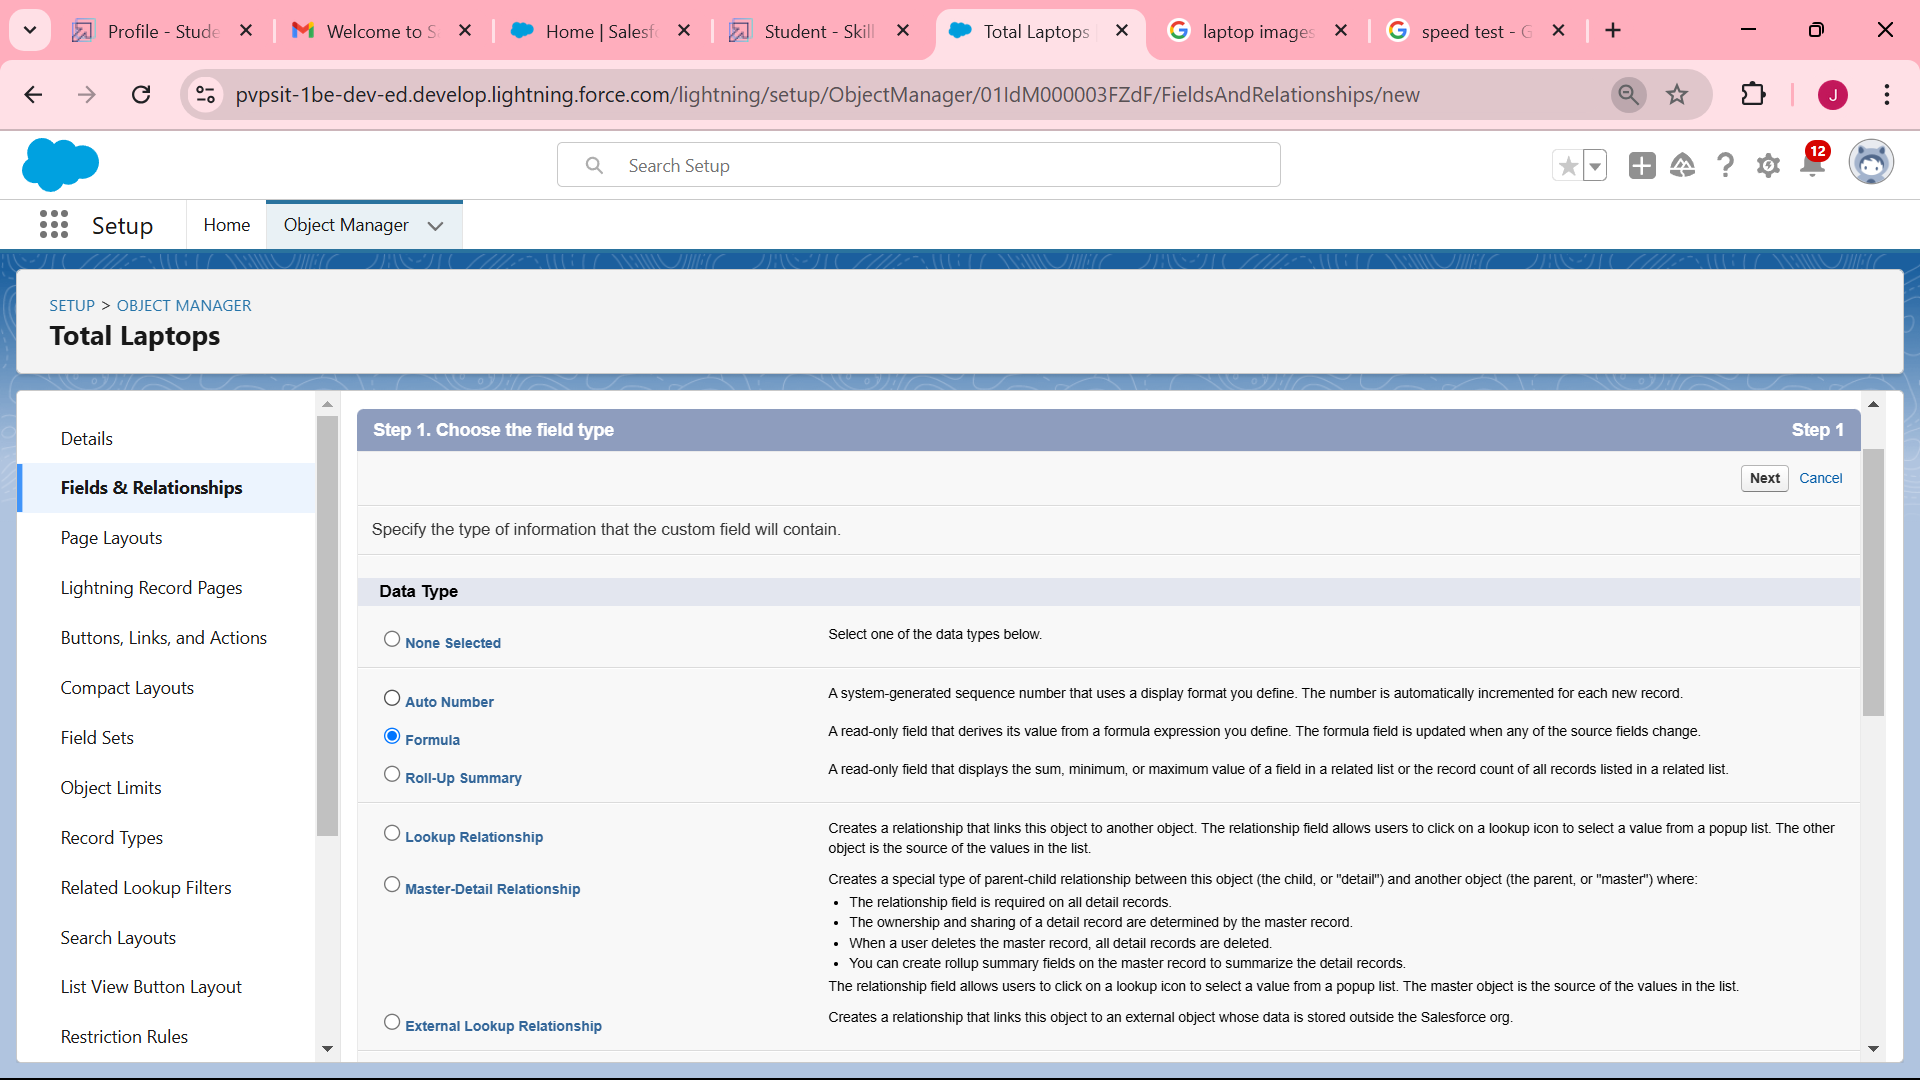 Profile - Stude
Welcome to S
Home | Salesfo
Student - Skill
Total Laptops
laptop images
speed test - G
pvpsit-1be-dev-ed.develop.lightning.force.com/lightning/setup/ObjectManager/01IdM000003FZdF/FieldsAndRelationships/new
J
Search Setup
12
Setup
Home
Object Manager
SETUP > OBJECT MANAGER
Total Laptops
Details
Fields & Relationships
Page Layouts
Lightning Record Pages
Buttons, Links, and Actions
Compact Layouts
Field Sets
Object Limits
Record Types
Related Lookup Filters
Search Layouts
List View Button Layout
Restriction Rules
Step 1. Choose the field type
Step 1
Next
Cancel
Specify the type of information that the custom field will contain.
Data Type
None Selected
Select one of the data types below.
Auto Number
A system-generated sequence number that uses a display format you define. The number is automatically incremented for each new record.
Formula
A read-only field that derives its value from a formula expression you define. The formula field is updated when any of the source fields change.
Roll-Up Summary
A read-only field that displays the sum, minimum, or maximum value of a field in a related list or the record count of all records listed in a related list.
Lookup Relationship
Creates a relationship that links this object to another object. The relationship field allows users to click on a lookup icon to select a value from a popup list. The other
object is the source of the values in the list.
Master-Detail Relationship
Creates a special type of parent-child relationship between this object (the child, or "detail") and another object (the parent, or "master") where:
• The relationship field is required on all detail records.
• The ownership and sharing of a detail record are determined by the master record.
• When a user deletes the master record, all detail records are deleted.
• You can create rollup summary fields on the master record to summarize the detail records.
The relationship field allows users to click on a lookup icon to select a value from a popup list. The master object is the source of the values in the list.
External Lookup Relationship
Creates a relationship that links this object to an external object whose data is stored outside the Salesforce org.